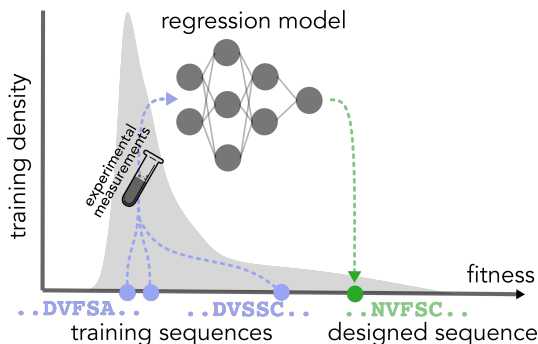 regression model
training density
experimental
measurements
fitness
..DVFSA..
..DVSSC..
..NVFSC..
training sequences
designed sequence